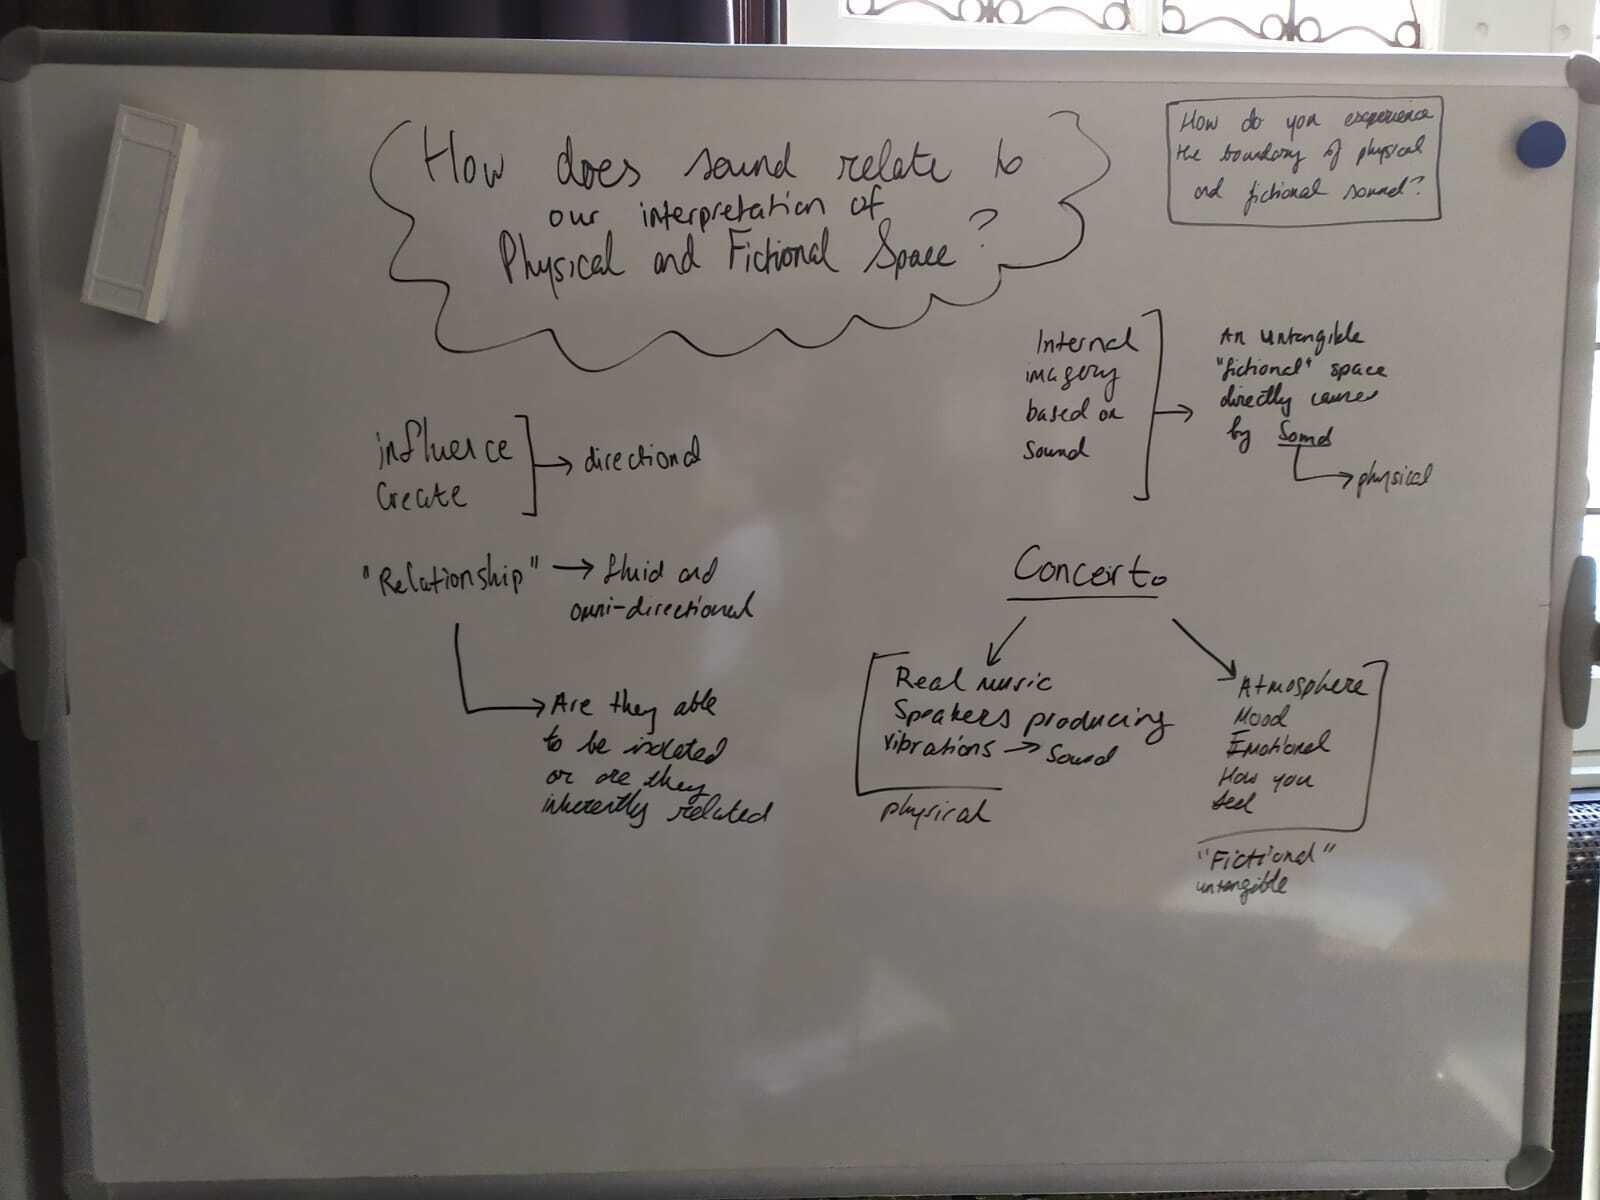 How does sound relate to
our interpretation of
Physical and Fictional Space?
How do you experience
the boundary of physical
and fictional sound?
Internal
imagery
based on
Sound
An untangible
"fictional" space
directly causes
by Sound
physical
influence
Create
directional
"Relationship" → fluid and
omni-directional
Are they able
to be isolated
or are they
inherently related
Concerto
Real music
Speakers producing
vibrations → Sound
physical
Atmosphere
Mood
Emotional
How you
feel
"Fictional"
untangible